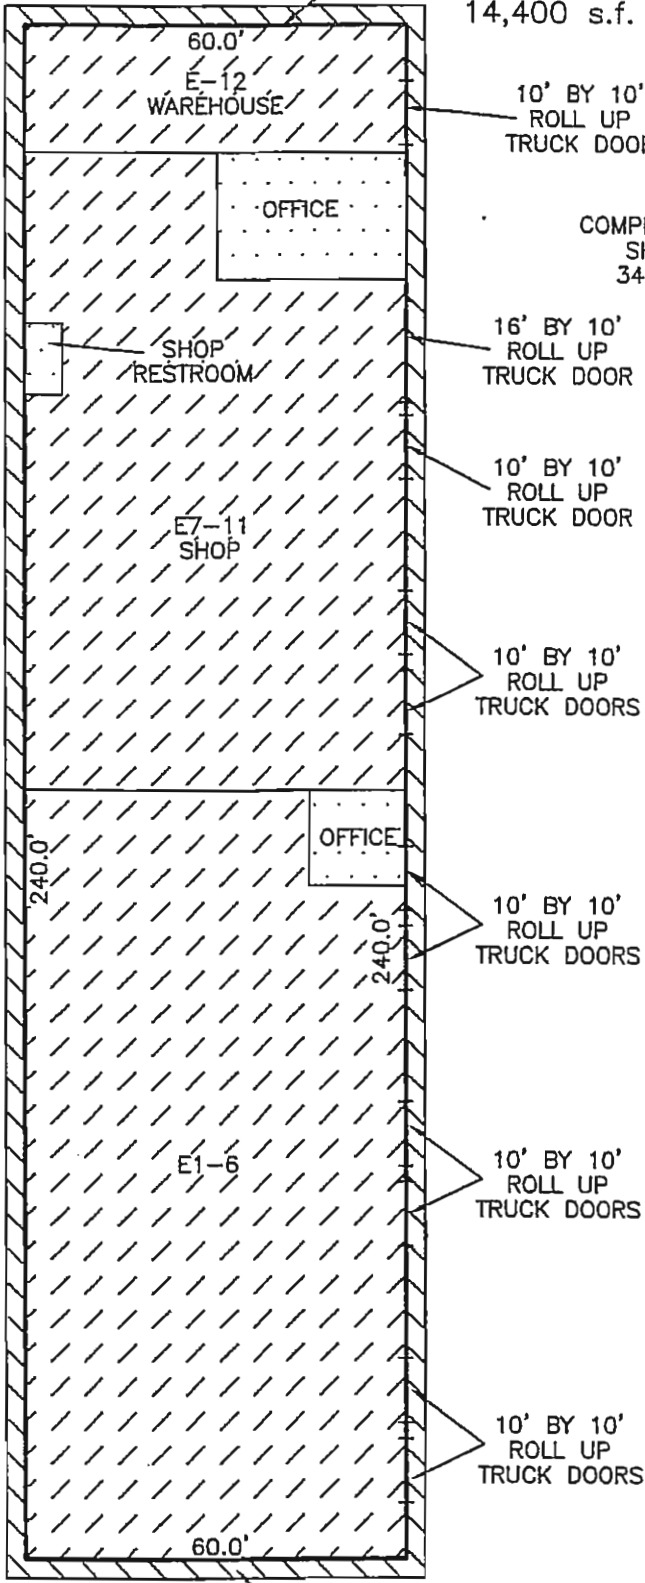 14,400 s.f.
60.0'
E-12
WAREHOUSE
10' BY 10'
ROLL UP
TRUCK DOOR
OFFICE
16' BY 10'
ROLL UP
TRUCK DOOR
SHOP
RESTROOM
10' BY 10'
ROLL UP
TRUCK DOOR
E7-11
SHOP
10' BY 10'
ROLL UP
TRUCK DOORS
OFFICE
240.0'
240.0'
10' BY 10'
ROLL UP
TRUCK DOORS
E1-6
10' BY 10'
ROLL UP
TRUCK DOORS
10' BY 10'
ROLL UP
TRUCK DOORS
60.0'